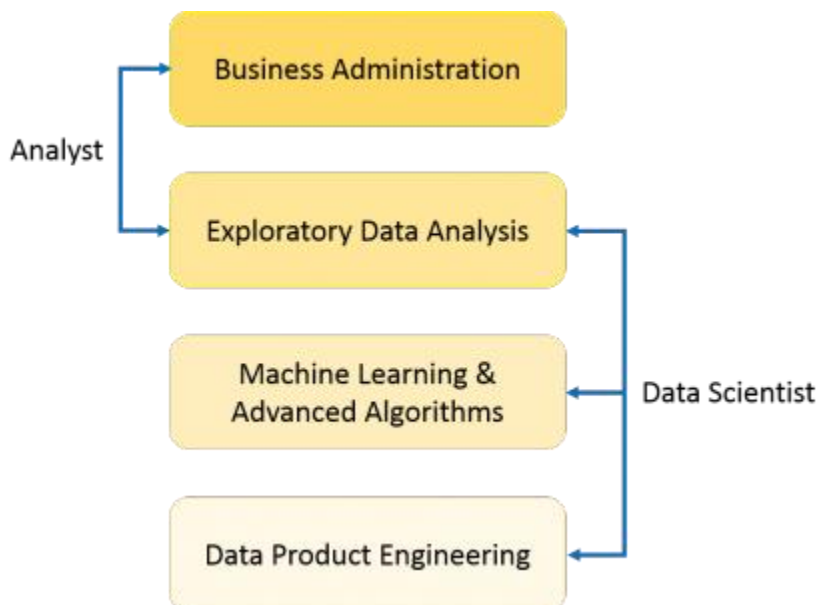 Business Administration
Analyst
Exploratory Data Analysis
Machine Learning &
Advanced Algorithms
Data Scientist
Data Product Engineering